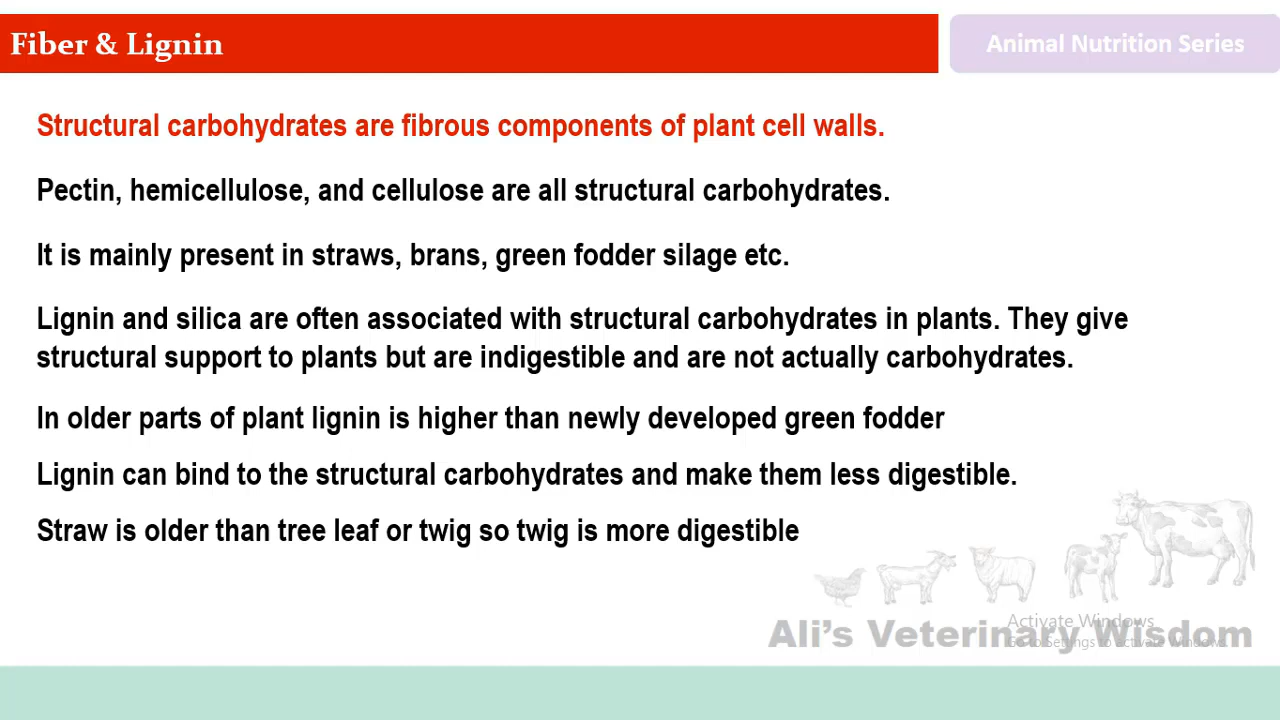 Fiber & Lignin
Animal Nutrition Series
Structural carbohydrates are fibrous components of plant cell walls.
Pectin, hemicellulose, and cellulose are all structural carbohydrates.
It is mainly present in straws, brans, green fodder silage etc.
Lignin and silica are often associated with structural carbohydrates in plants. They give
structural support to plants but are indigestible and are not actually carbohydrates.
In older parts of plant lignin is higher than newly developed green fodder
Lignin can bind to the structural carbohydrates and make them less digestible.
Straw is older than tree leaf or twig so twig is more digestible
Activate Windows
Ali's Veterinary Wisdom
Go to Settings to activate Windows.